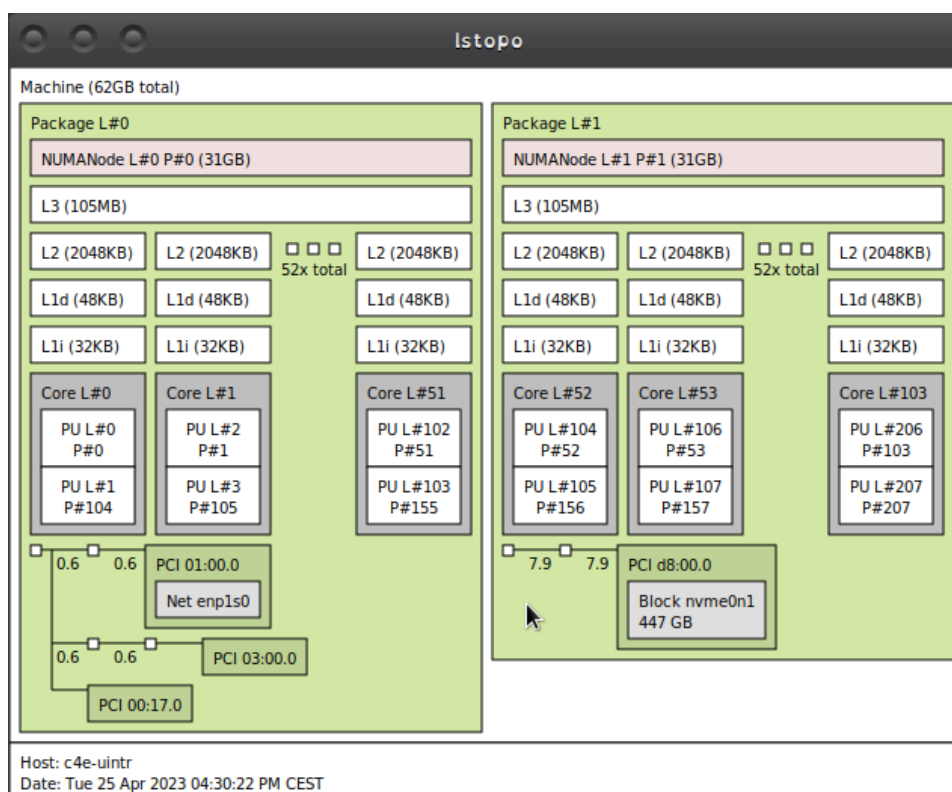 lstopo
Machine (62GB total)
Package L#0
NUMANode L#0 P#0 (31GB)
L3 (105MB)
L2 (2048KB) L2 (2048KB) L2 (2048KB)
52x total
L1d (48KB) L1d (48KB) L1d (48KB)
L1i (32KB) L1i (32KB) L1i (32KB)
Core L#0 Core L#1 Core L#51
PU L#0 PU L#2 PU L#102
P#0 P#1 P#51
PU L#1 PU L#3 PU L#103
P#104 P#105 P#155
0.6 0.6 PCI 01:00.0
Net enp1s0
0.6 0.6 PCI 03:00.0
PCI 00:17.0
Package L#1
NUMANode L#1 P#1 (31GB)
L3 (105MB)
L2 (2048KB) L2 (2048KB) L2 (2048KB)
52x total
L1d (48KB) L1d (48KB) L1d (48KB)
L1i (32KB) L1i (32KB) L1i (32KB)
Core L#52 Core L#53 Core L#103
PU L#104 PU L#106 PU L#206
P#52 P#53 P#103
PU L#105 PU L#107 PU L#207
P#156 P#157 P#207
7.9 7.9 PCI d8:00.0
Block nvme0n1
447 GB
Host: c4e-uintr
Date: Tue 25 Apr 2023 04:30:22 PM CEST